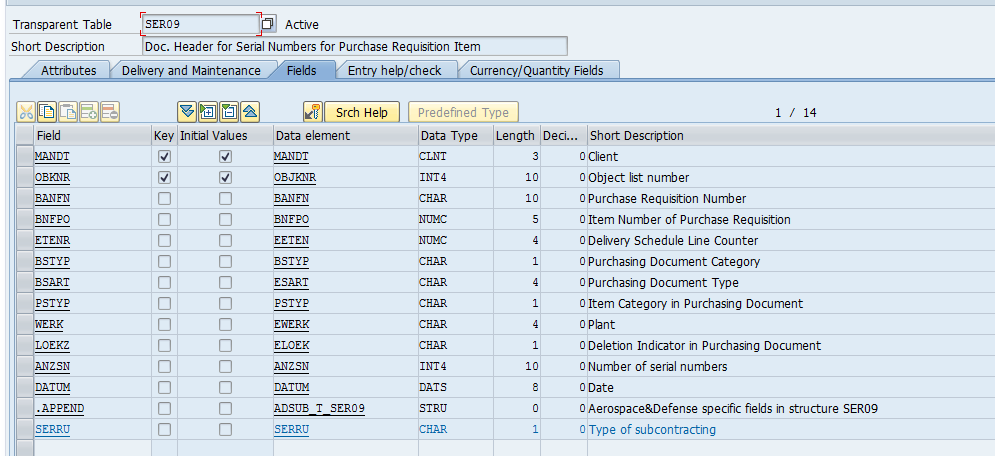 Transparent Table SER09 Active
Short Description Doc. Header for Serial Numbers for Purchase Requisition Item
Attributes Delivery and Maintenance Fields Entry help/check Currency/Quantity Fields
Srch Help Predefined Type 1 / 14
Field Key Initial Values Data element Data Type Length Deci... Short Description
MANDT MANDT CLNT 3 0 Client
OBKNR OBJKNR INT4 10 0 Object list number
BANFN BANFN CHAR 10 0 Purchase Requisition Number
BNFPO BNFPO NUMC 5 0 Item Number of Purchase Requisition
ETENR EETEN NUMC 4 0 Delivery Schedule Line Counter
BSTYP BSTYP CHAR 1 0 Purchasing Document Category
BSART ESART CHAR 4 0 Purchasing Document Type
PSTYP PSTYP CHAR 1 0 Item Category in Purchasing Document
WERK EWERK CHAR 4 0 Plant
LOEKZ ELOEK CHAR 1 0 Deletion Indicator in Purchasing Document
ANZSN ANZSN INT4 10 0 Number of serial numbers
DATUM DATUM DATS 8 0 Date
.APPEND ADSUB_T_SER09 STRU 0 0 Aerospace&Defense specific fields in structure SER09
SERRU SERRU CHAR 1 0 Type of subcontracting